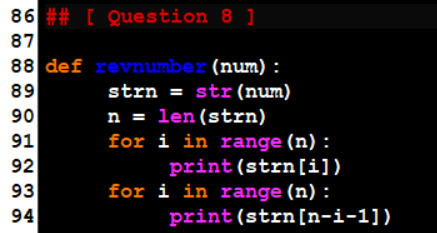 86 ## [ Question 8 ]
87
88 def revnumber(num):
89     strn = str(num)
90     n = len(strn)
91     for i in range(n):
92         print(strn[i])
93     for i in range(n):
94         print(strn[n-i-1])